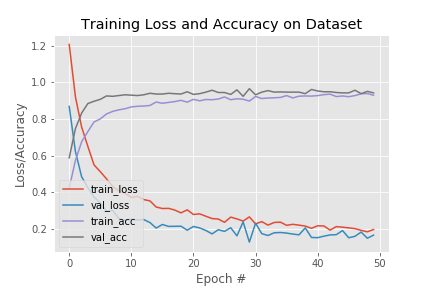 Training Loss and Accuracy on Dataset
Loss/Accuracy
1.2
1.0
0.8
0.6
0.4
0.2
train_loss
val_loss
train_acc
val_acc
0 10 20 30 40 50
Epoch #